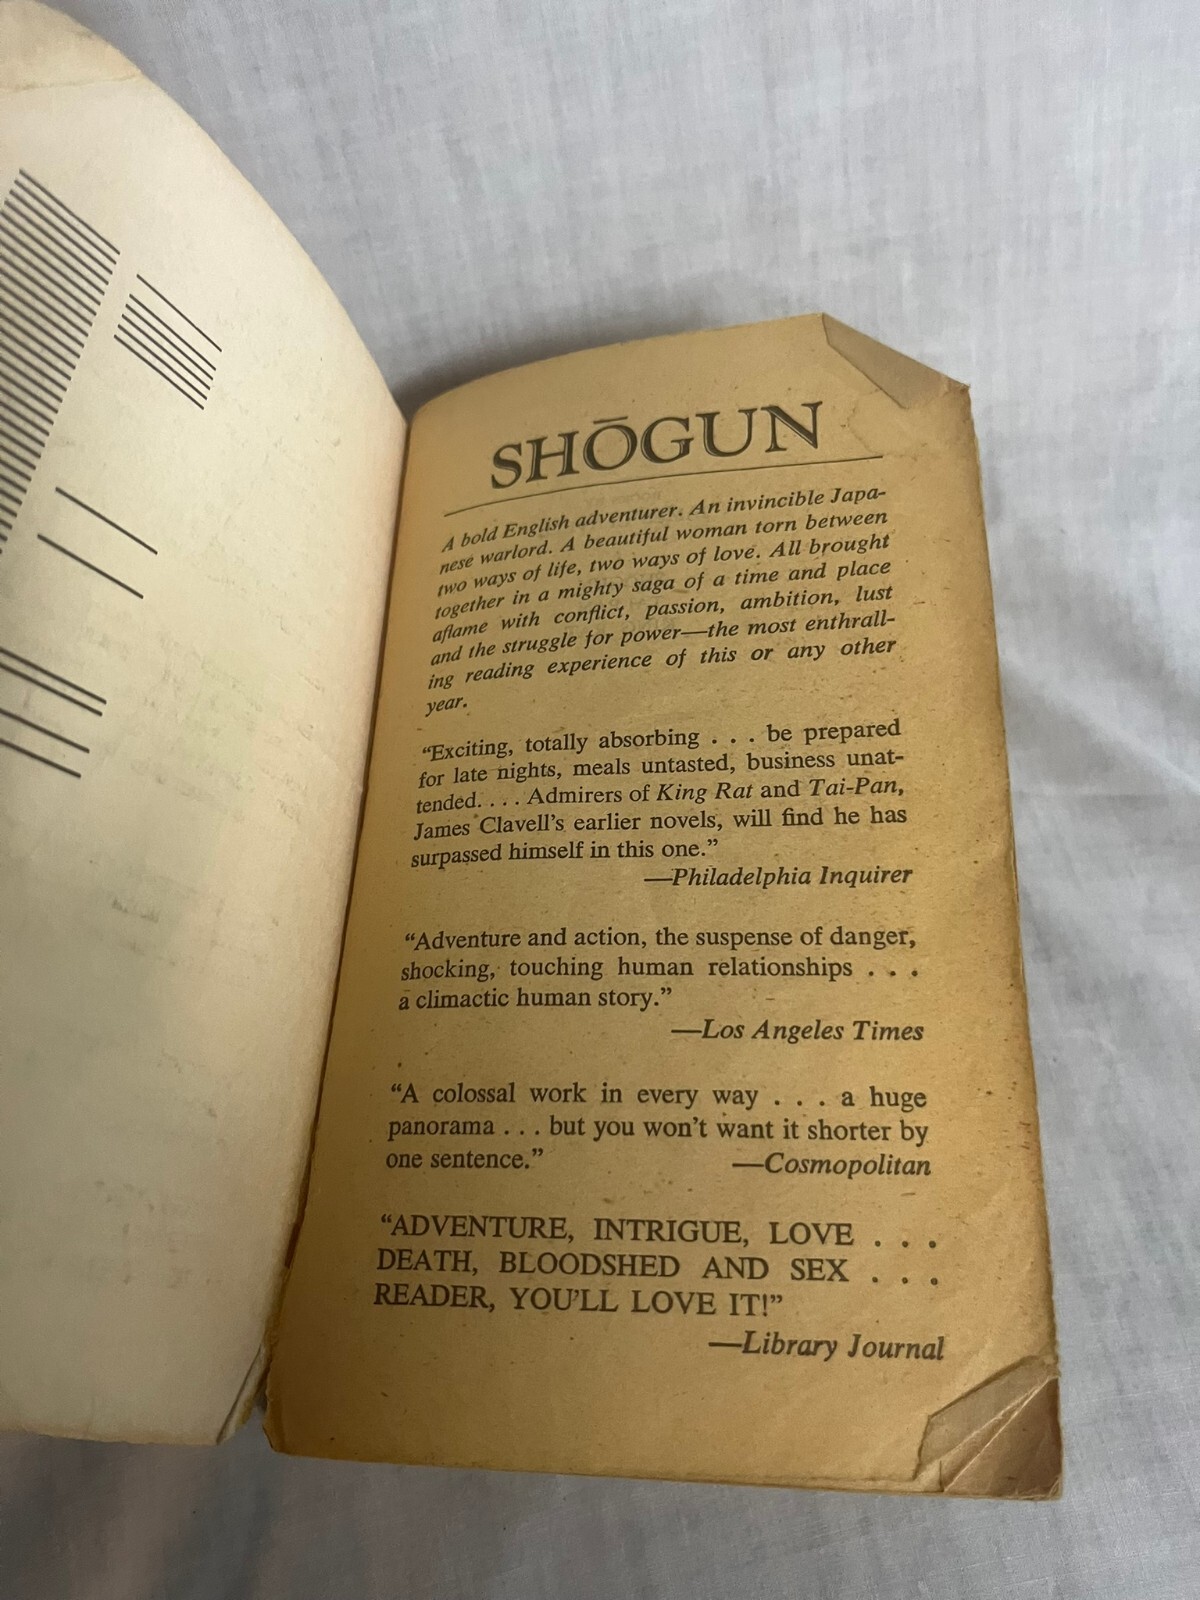 SHŌGUN
A bold English adventurer. An invincible Japa-
nese warlord. A beautiful woman torn between
two ways of life, two ways of love. All brought
together in a mighty saga of a time and place
aflame with conflict, passion, ambition, lust
and the struggle for power—the most enthrall-
ing reading experience of this or any other
year.
“Exciting, totally absorbing . . . be prepared
for late nights, meals untasted, business unat-
tended. . . . Admirers of King Rat and Tai-Pan,
James Clavell’s earlier novels, will find he has
surpassed himself in this one.”
—Philadelphia Inquirer
“Adventure and action, the suspense of danger,
shocking, touching human relationships . . .
a climactic human story.”
—Los Angeles Times
“A colossal work in every way . . . a huge
panorama . . . but you won’t want it shorter by
one sentence.” —Cosmopolitan
“ADVENTURE, INTRIGUE, LOVE . . .
DEATH, BLOODSHED AND SEX . . .
READER, YOU’LL LOVE IT!”
—Library Journal